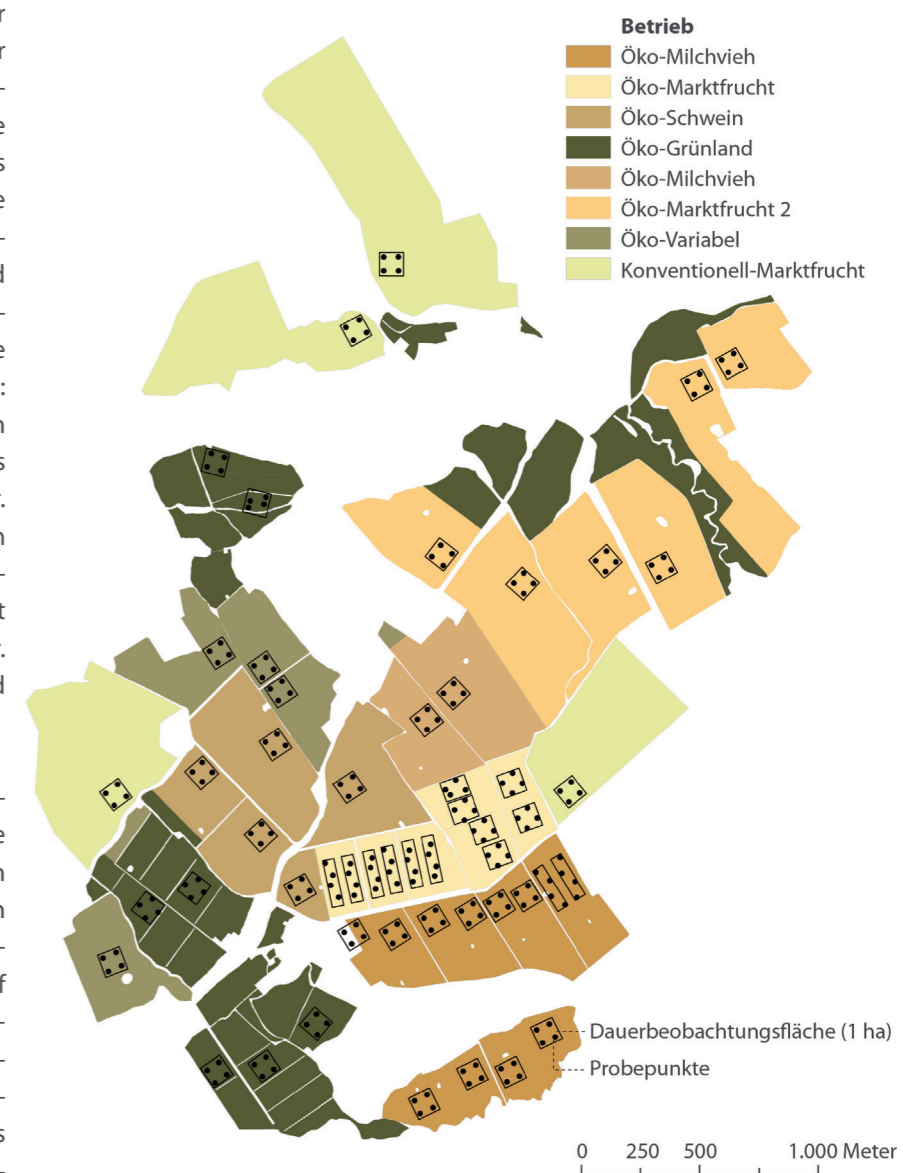 Betrieb
Öko-Milchvieh
Öko-Marktfrucht
Öko-Schwein
Öko-Grünland
Öko-Milchvieh
Öko-Marktfrucht 2
Öko-Variabel
Konventionell-Marktfrucht
Dauerbeobachtungsfläche (1 ha)
Probepunkte
0 250 500 1.000 Meter